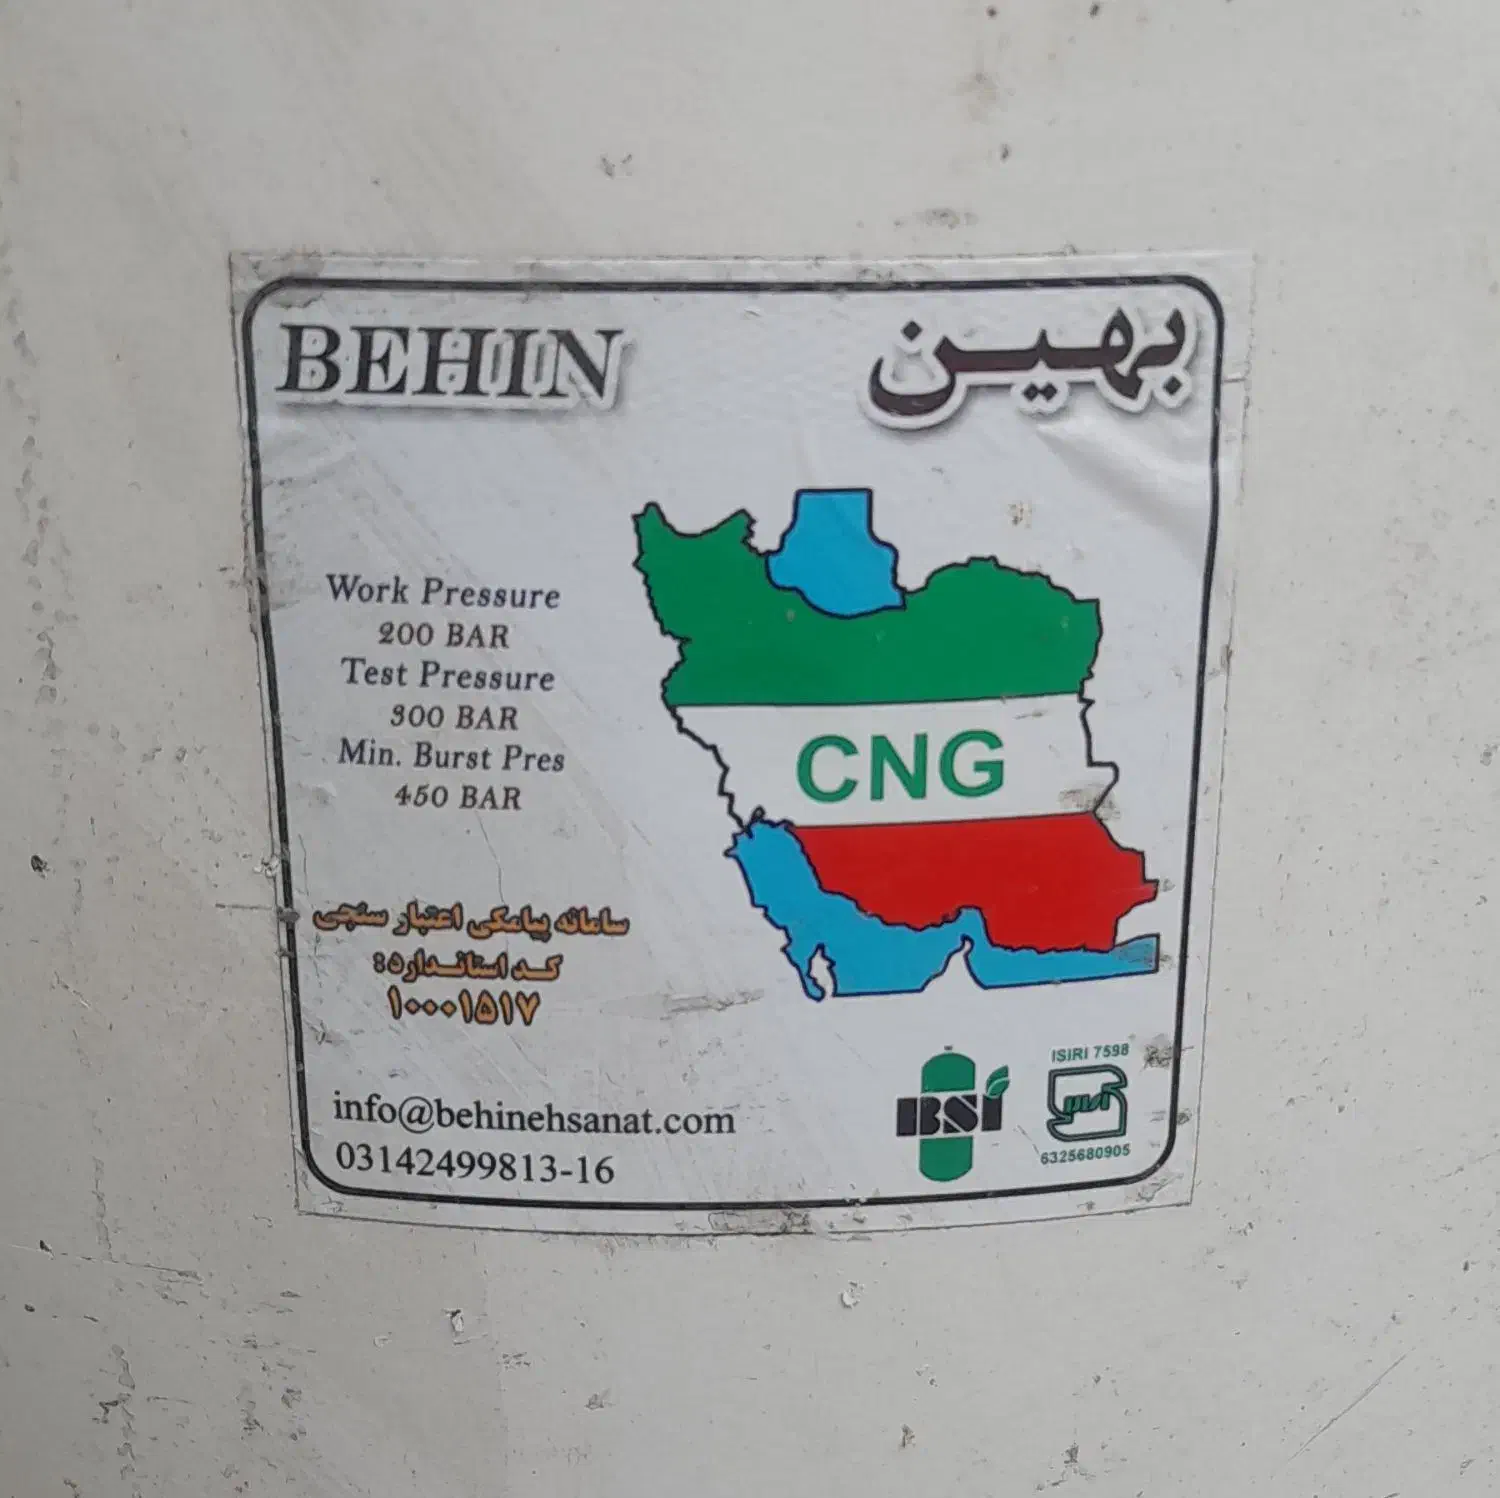 BEHIN
بهین
Work Pressure
200 BAR
Test Pressure
300 BAR
Min. Burst Pres
450 BAR
CNG
سامانه پیامکی اعتبار سنجی
کد استاندارد:
۱۰۰۰۱۵۱۷
info@behinehsanat.com
03142499813-16
BSI
ISIRI 7598
6325680905